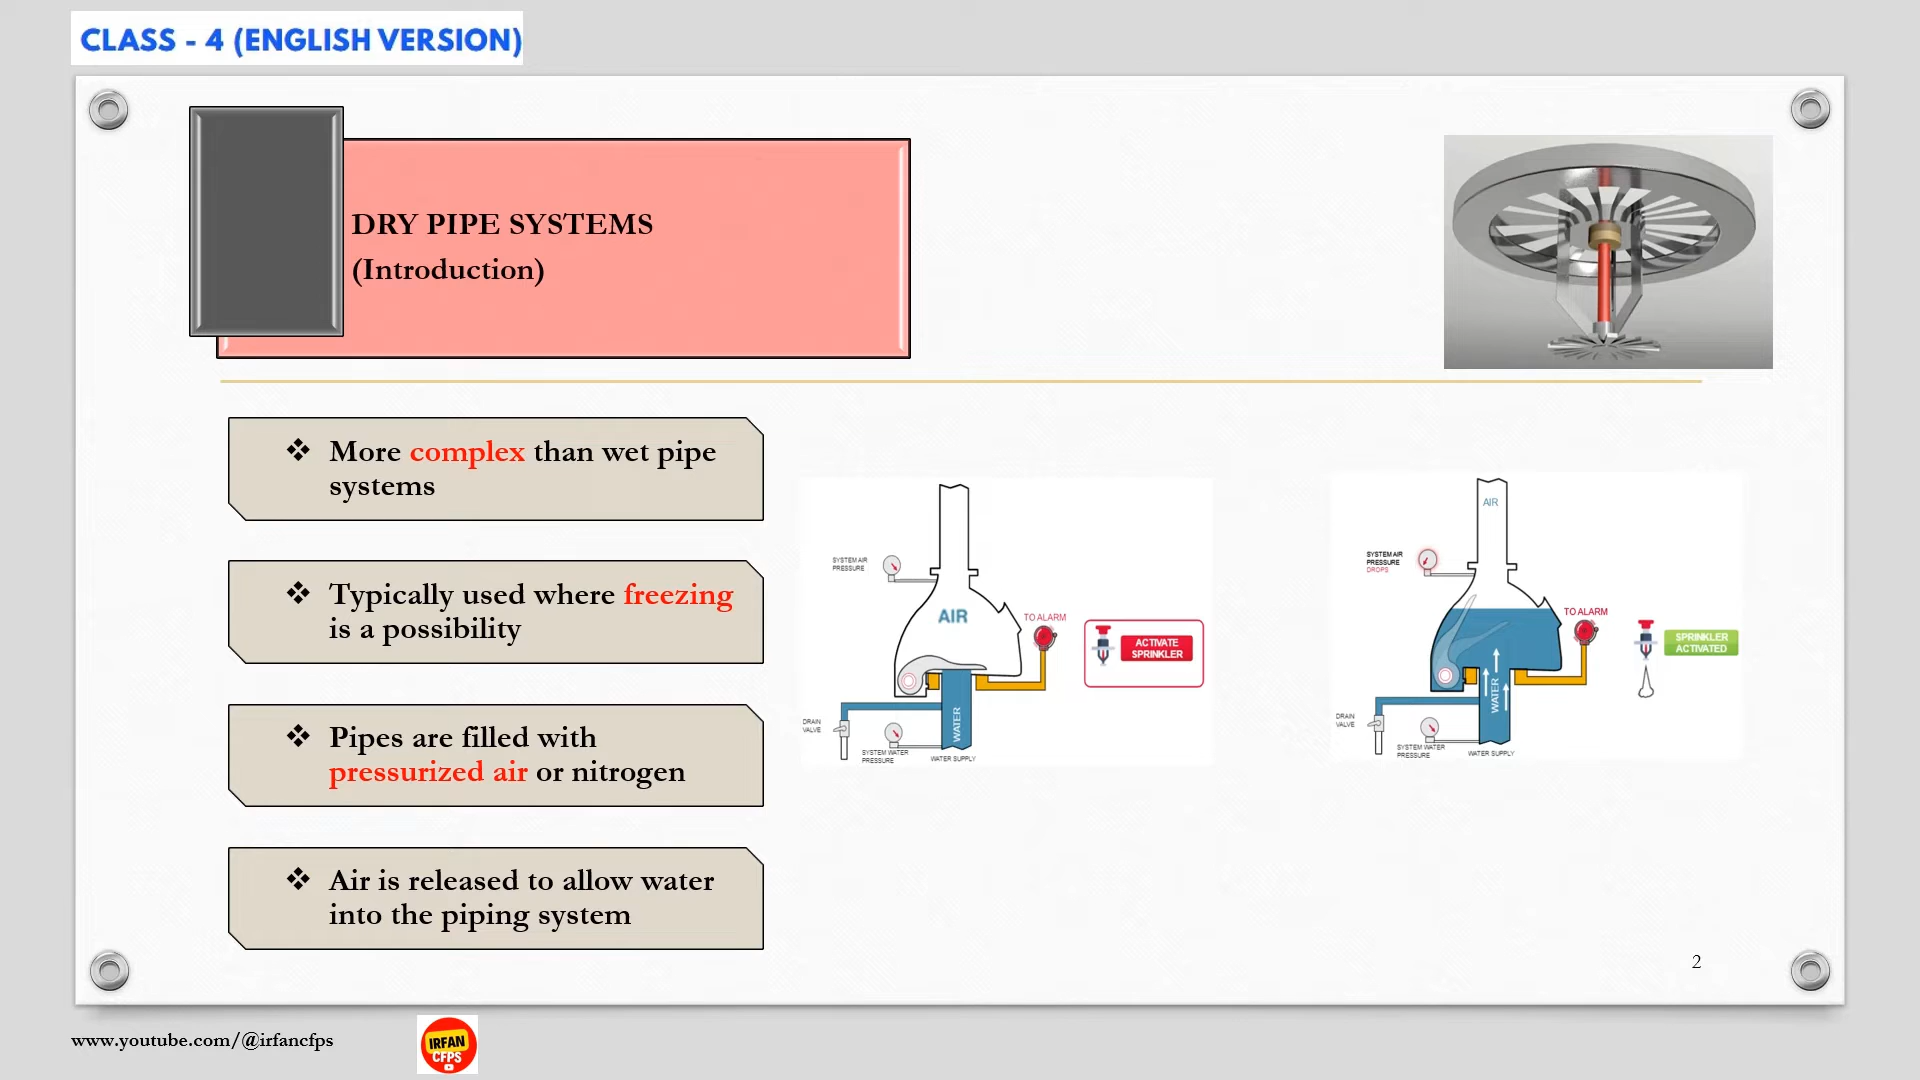 CLASS - 4 (ENGLISH VERSION)
DRY PIPE SYSTEMS
(Introduction)
❖ More complex than wet pipe
systems
❖ Typically used where freezing
is a possibility
❖ Pipes are filled with
pressurized air or nitrogen
❖ Air is released to allow water
into the piping system
SYSTEM AIR
PRESSURE
AIR
TO ALARM
ACTIVATE
SPRINKLER
DRAIN
VALVE
WATER
SYSTEM WATER
PRESSURE
WATER SUPPLY
AIR
SYSTEM AIR
PRESSURE
DROPS
TO ALARM
SPRINKLER
ACTIVATED
WATER
DRAIN
VALVE
SYSTEM WATER
PRESSURE
WATER SUPPLY
2
www.youtube.com/@irfancfps
IRFAN
CFPS